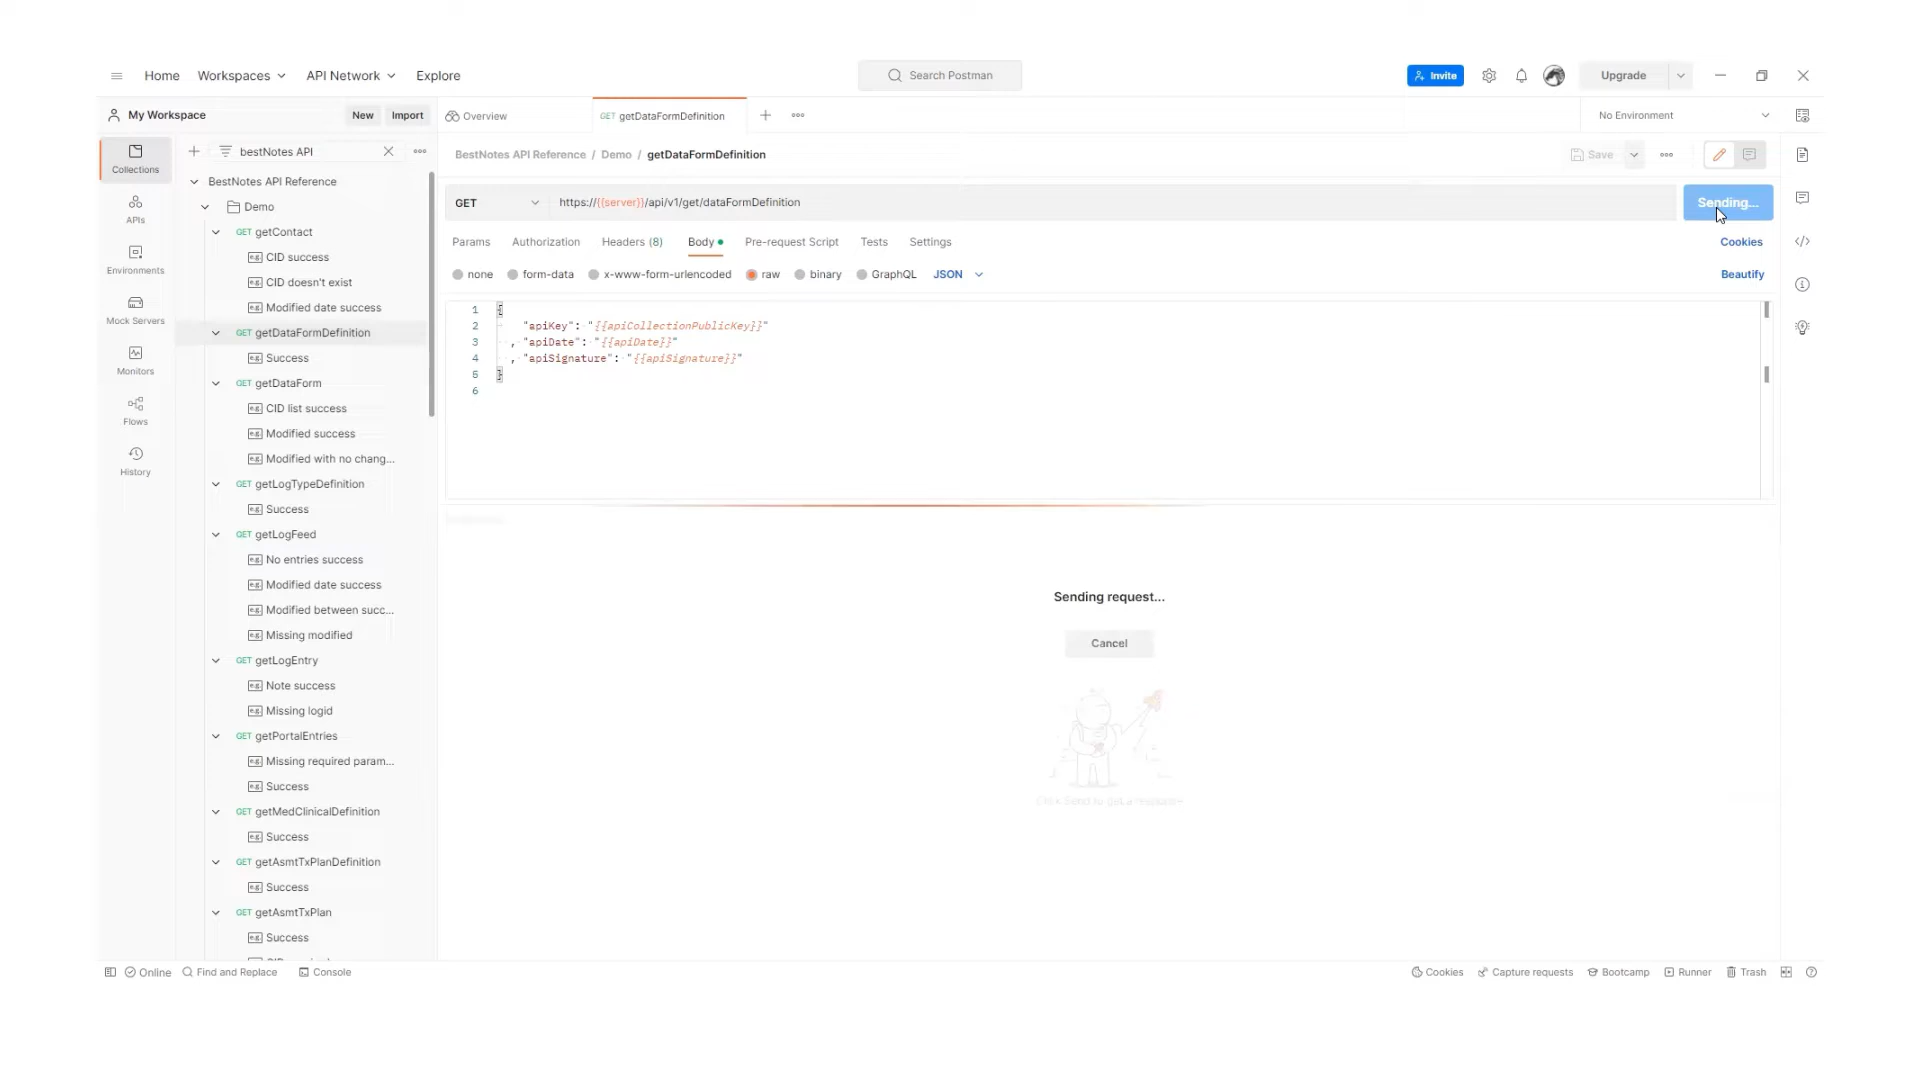 Home Workspaces API Network Explore
Search Postman
Invite
Upgrade
My Workspace
New Import
Overview
GET getDataFormDefinition
No Environment
Collections
APIs
Environments
Mock Servers
Monitors
Flows
History
bestNotes API
BestNotes API Reference
Demo
GET getContact
e.g. CID success
e.g. CID doesn't exist
e.g. Modified date success
GET getDataFormDefinition
e.g. Success
GET getDataForm
e.g. CID list success
e.g. Modified success
e.g. Modified with no chang...
GET getLogTypeDefinition
e.g. Success
GET getLogFeed
e.g. No entries success
e.g. Modified date success
e.g. Modified between succ...
e.g. Missing modified
GET getLogEntry
e.g. Note success
e.g. Missing logid
GET getPortalEntries
e.g. Missing required param...
e.g. Success
GET getMedClinicalDefinition
e.g. Success
GET getAsmtTxPlanDefinition
e.g. Success
GET getAsmtTxPlan
e.g. Success
BestNotes API Reference / Demo / getDataFormDefinition
Save
GET https://{{server}}/api/v1/get/dataFormDefinition
Sending...
Params Authorization Headers (8) Body Pre-request Script Tests Settings
Cookies
none form-data x-www-form-urlencoded raw binary GraphQL JSON
Beautify
1 {
2 "apiKey": "{{apiCollectionPublicKey}}"
3 , "apiDate": "{{apiDate}}"
4 , "apiSignature": "{{apiSignature}}"
5 }
6
Sending request...
Cancel
Click Send to get a response
Online Find and Replace Console
Cookies Capture requests Bootcamp Runner Trash